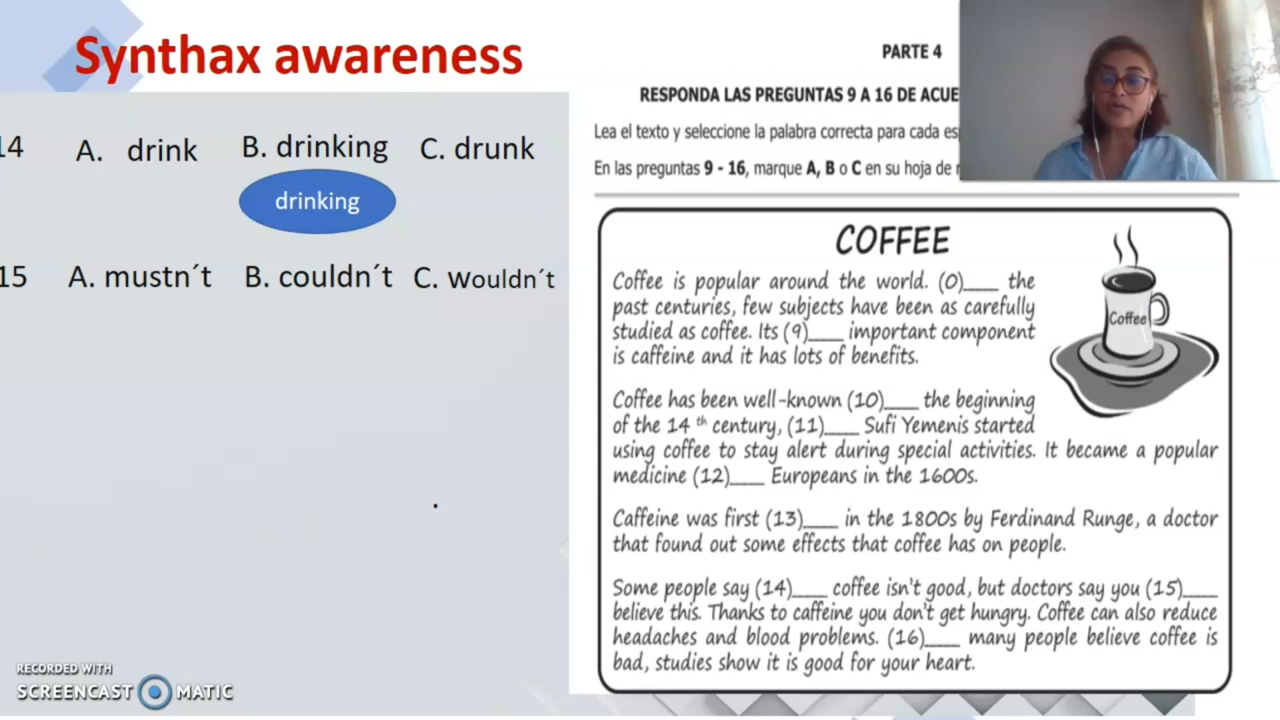 Synthax awareness
14 A. drink B. drinking C. drunk
drinking
15 A. mustn´t B. couldn´t C. Wouldn´t
.
RECORDED WITH
SCREENCAST MATIC
PARTE 4
RESPONDA LAS PREGUNTAS 9 A 16 DE
Lea el texto y seleccione la palabra correcta para cada
En las preguntas 9 - 16, marque A, B o C en su hoja de
COFFEE
Coffee is popular around the world. (0)____ the
past centuries, few subjects have been as carefully
studied as coffee. Its (9)____ important component
is caffeine and it has lots of benefits.
Coffee
Coffee has been well-known (10)____ the beginning
of the 14 th century, (11)____ Sufi Yemenis started
using coffee to stay alert during special activities. It became a popular
medicine (12)____ Europeans in the 1600s.
Caffeine was first (13)____ in the 1800s by Ferdinand Runge, a doctor
that found out some effects that coffee has on people.
Some people say (14)____ coffee isn't good, but doctors say you (15)____
believe this. Thanks to caffeine you don't get hungry. Coffee can also reduce
headaches and blood problems. (16)____ many people believe coffee is
bad, studies show it is good for your heart.